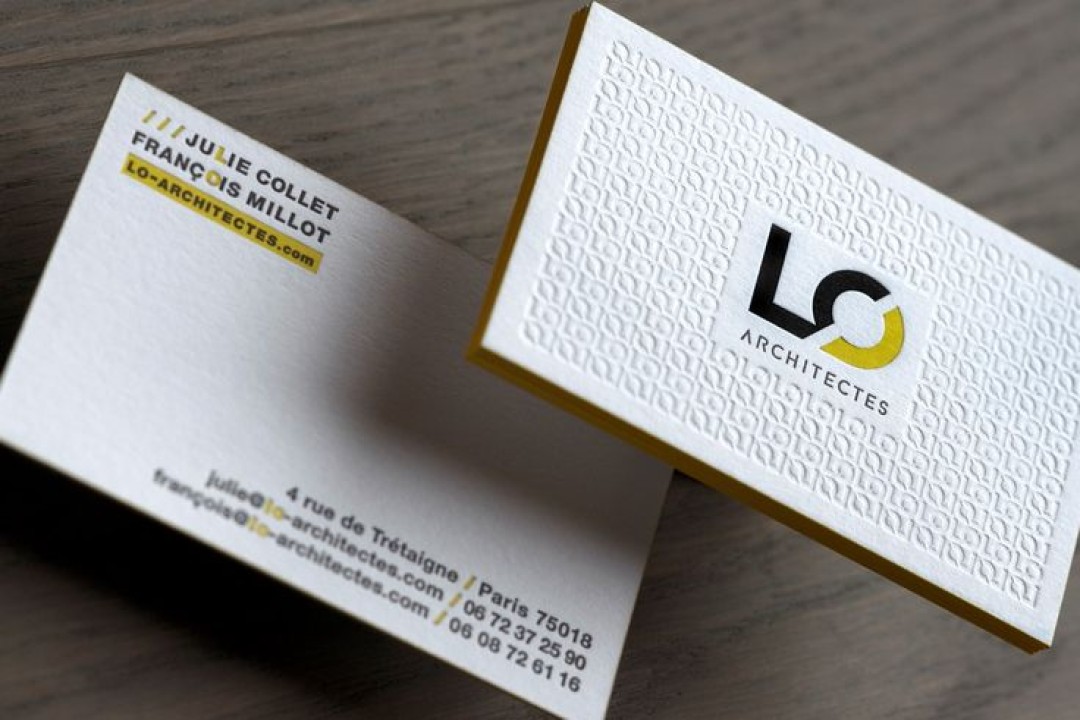 ///JULIE COLLET
FRANÇOIS MILLOT
LO-ARCHITECTES.com
4 rue de Trétaigne / Paris 75018
julie@lo-architectes.com / 06 72 37 25 90
françois@lo-architectes.com / 06 08 72 61 16
LO
ARCHITECTES